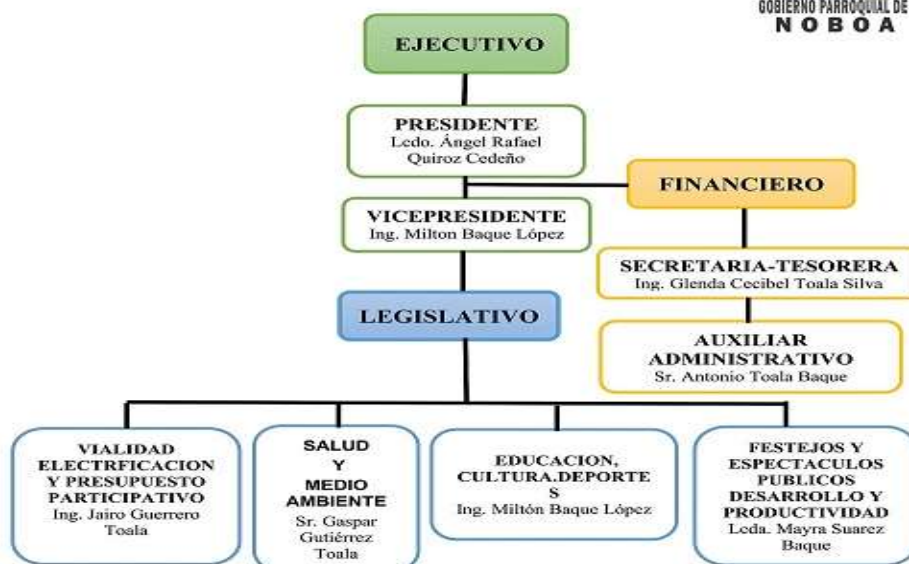 GOBIERNO PARROQUIAL DE
NOBOA
EJECUTIVO
PRESIDENTE
Lcdo. Ángel Rafael
Quiroz Cedeño
FINANCIERO
VICEPRESIDENTE
Ing. Milton Baque López
SECRETARIA-TESORERA
Ing. Glenda Cecibel Toala Silva
LEGISLATIVO
AUXILIAR
ADMINISTRATIVO
Sr. Antonio Toala Baque
VIALIDAD
ELECTRFICACION
Y PRESUPUESTO
PARTICIPATIVO
Ing. Jairo Guerrero
Toala
SALUD
Y
MEDIO
AMBIENTE
Sr. Gaspar
Gutiérrez
Toala
EDUCACION,
CULTURA.DEPORTE
S
Ing. Miltón Baque López
FESTEJOS Y
ESPECTACULOS
PUBLICOS
DESARROLLO Y
PRODUCTIVIDAD
Lcda. Mayra Suarez
Baque